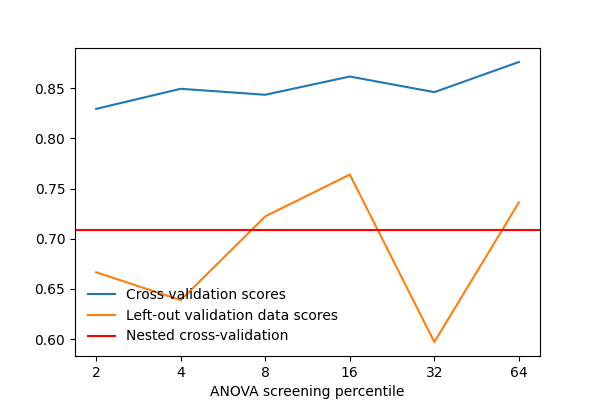 0.85
0.80
0.75
0.70
0.65
0.60
Cross validation scores
Left-out validation data scores
Nested cross-validation
2 4 8 16 32 64
ANOVA screening percentile